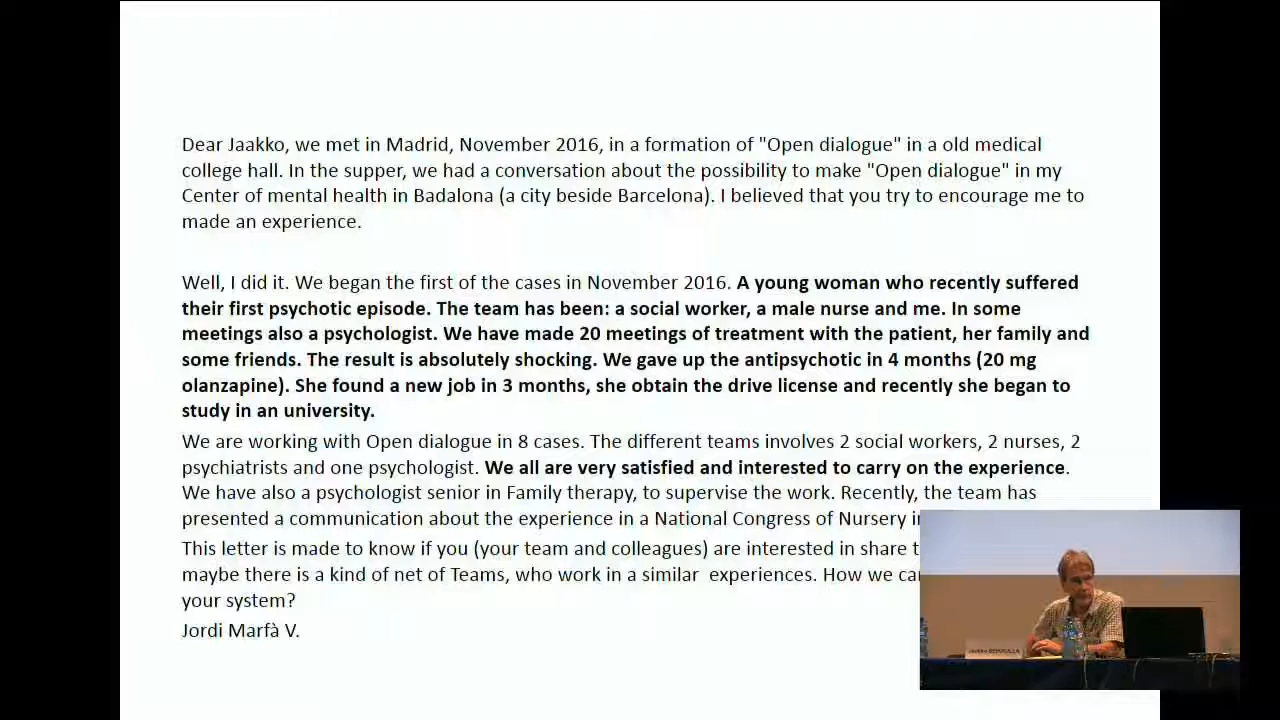 Dear Jaakko, we met in Madrid, November 2016, in a formation of "Open dialogue" in a old medical
college hall. In the supper, we had a conversation about the possibility to make "Open dialogue" in my
Center of mental health in Badalona (a city beside Barcelona). I believed that you try to encourage me to
made an experience.
Well, I did it. We began the first of the cases in November 2016. A young woman who recently suffered
their first psychotic episode. The team has been: a social worker, a male nurse and me. In some
meetings also a psychologist. We have made 20 meetings of treatment with the patient, her family and
some friends. The result is absolutely shocking. We gave up the antipsychotic in 4 months (20 mg
olanzapine). She found a new job in 3 months, she obtain the drive license and recently she began to
study in an university.
We are working with Open dialogue in 8 cases. The different teams involves 2 social workers, 2 nurses, 2
psychiatrists and one psychologist. We all are very satisfied and interested to carry on the experience.
We have also a psychologist senior in Family therapy, to supervise the work. Recently, the team has
presented a communication about the experience in a National Congress of Nursery
This letter is made to know if you (your team and colleagues) are interested in share
maybe there is a kind of net of Teams, who work in a similar experiences. How we
your system?
Jordi Marfà V.
Jaakko SEIKKULA